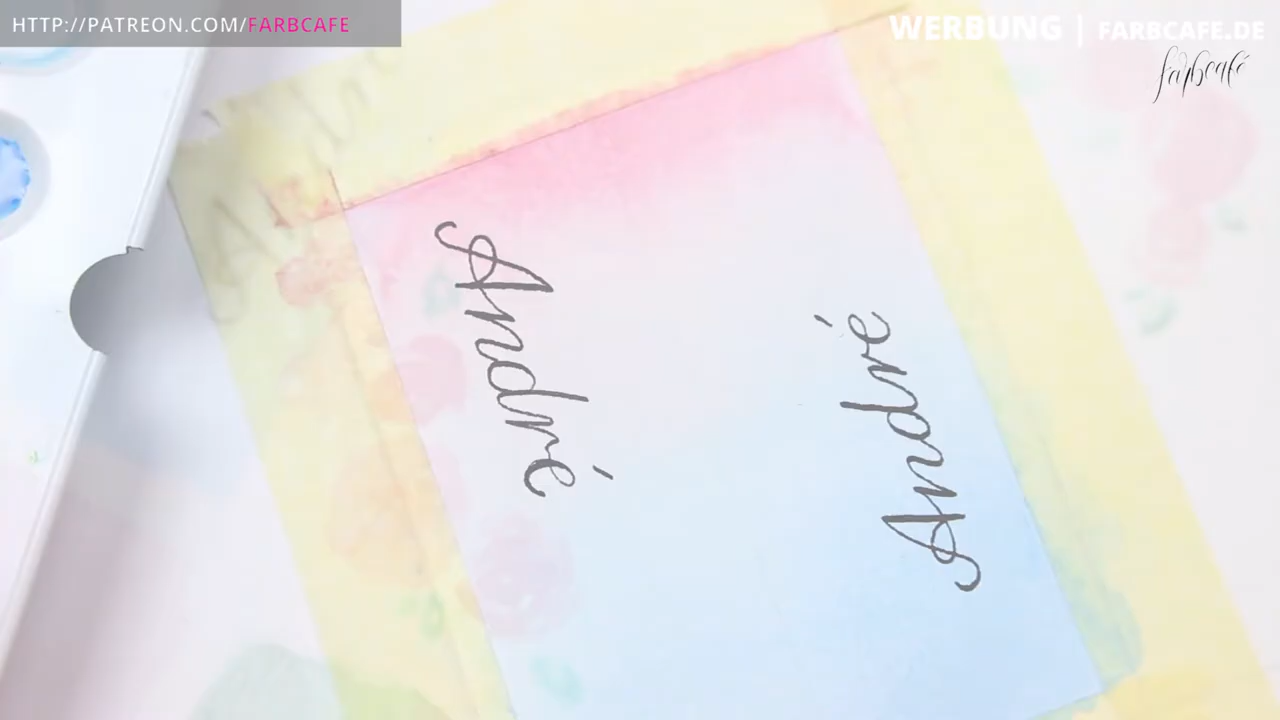 HTTP://PATREON.COM/FARBCAFE
WERBUNG | FARBCAFE.DE
farbcafé
André
André